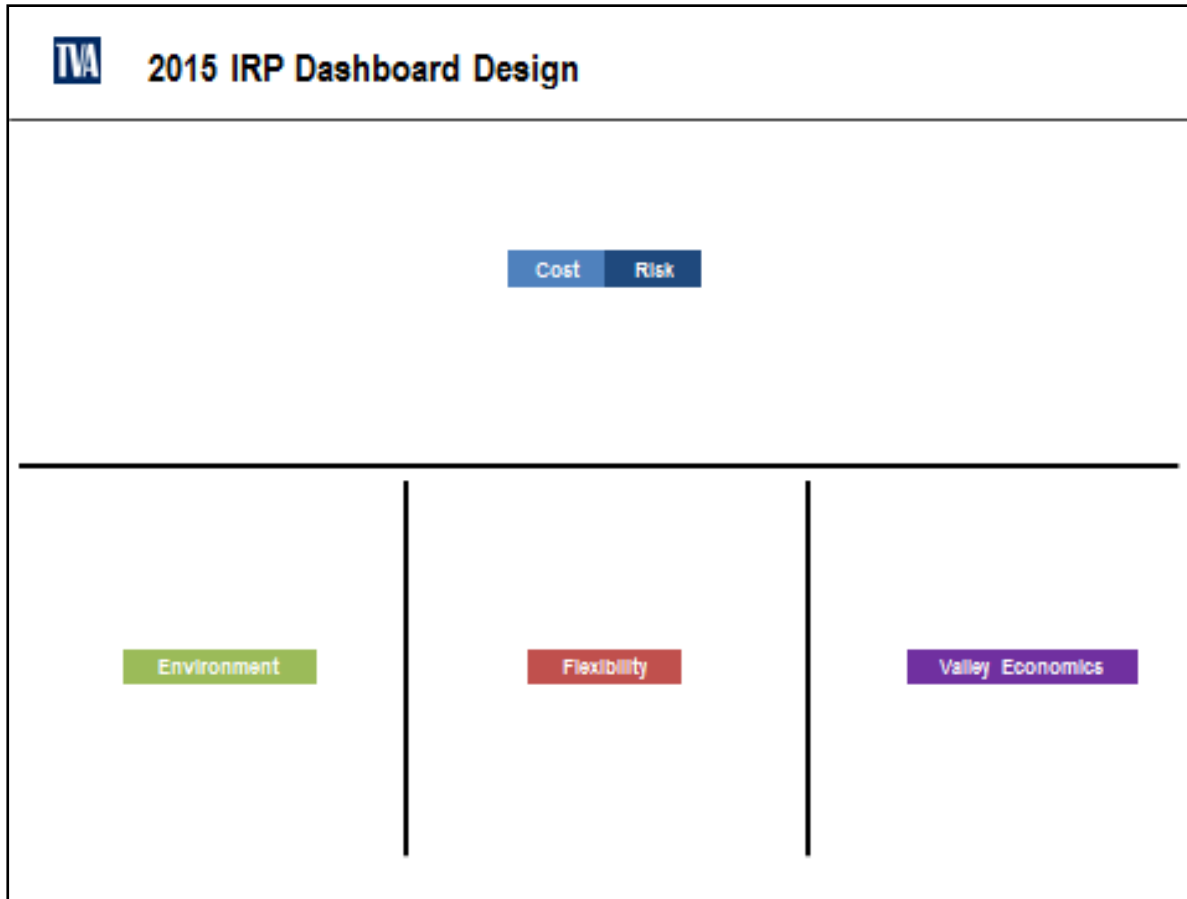 TVA 2015 IRP Dashboard Design
Cost Risk
Environment Flexibility Valley Economics